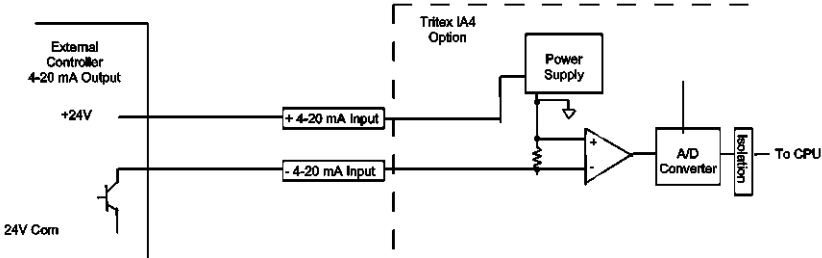 Tritex IA4
Option
External
Controller
4-20 mA Output
Power
Supply
+24V
+ 4-20 mA Input
+
-
A/D
Converter
Isolation
To CPU
- 4-20 mA Input
24V Com